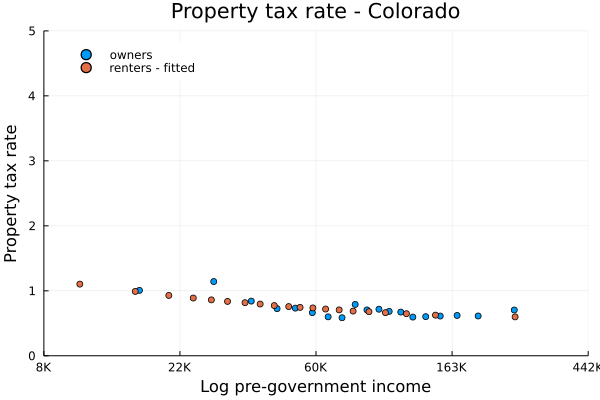 Property tax rate - Colorado
owners
renters - fitted
Property tax rate
5
4
3
2
1
0
8K 22K 60K 163K 442K
Log pre-government income